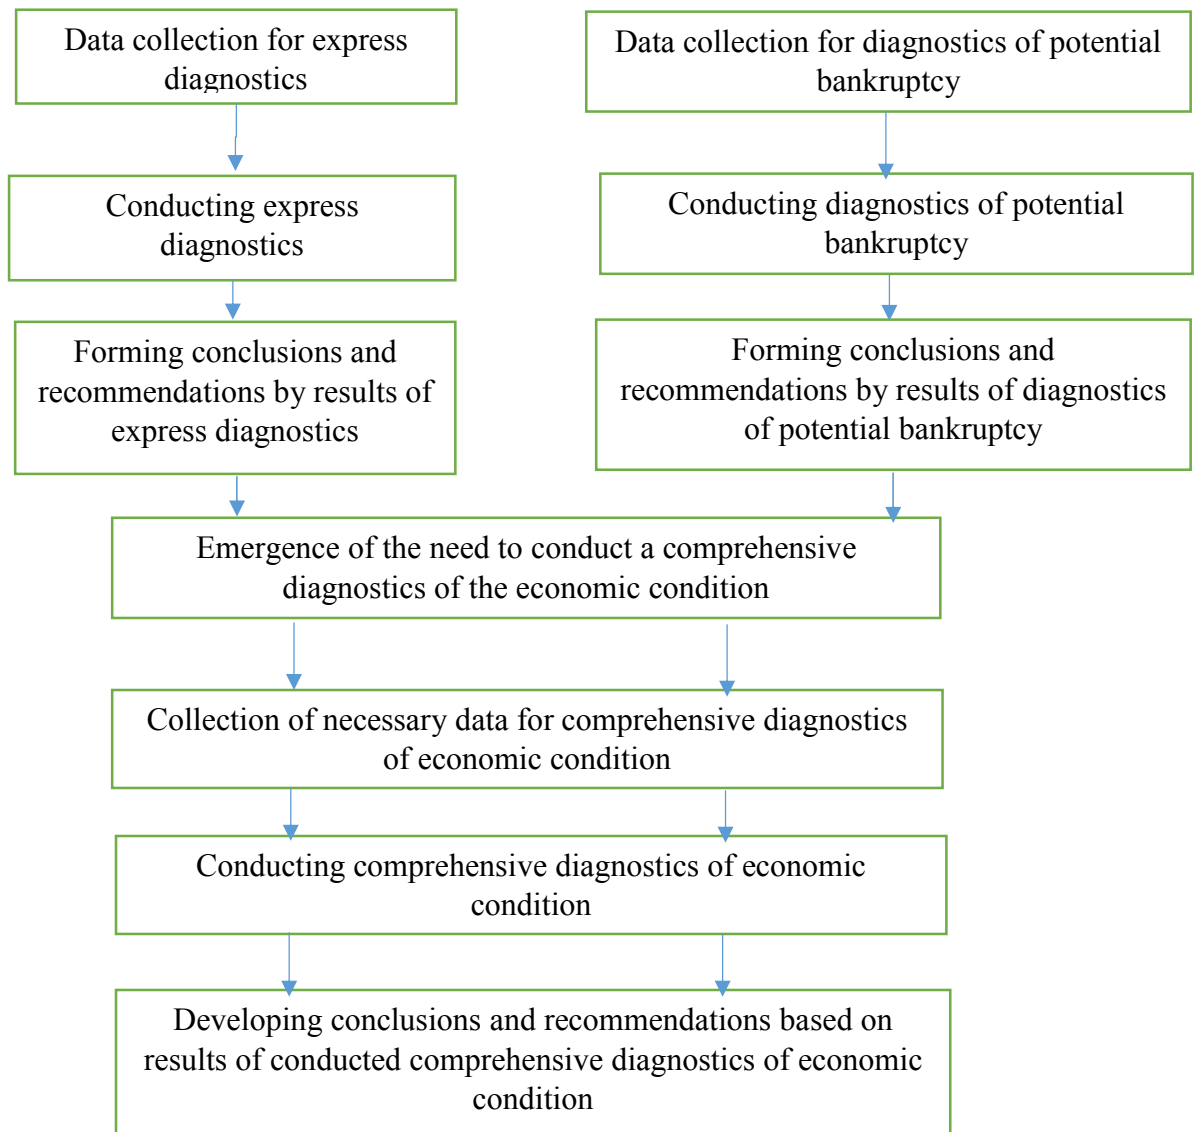 Data collection for express
diagnostics
Data collection for diagnostics of potential
bankruptcy
Conducting express
diagnostics
Conducting diagnostics of potential
bankruptcy
Forming conclusions and
recommendations by results of
express diagnostics
Forming conclusions and
recommendations by results of diagnostics
of potential bankruptcy
Emergence of the need to conduct a comprehensive
diagnostics of the economic condition
Collection of necessary data for comprehensive diagnostics
of economic condition
Conducting comprehensive diagnostics of economic
condition
Developing conclusions and recommendations based on
results of conducted comprehensive diagnostics of economic
condition